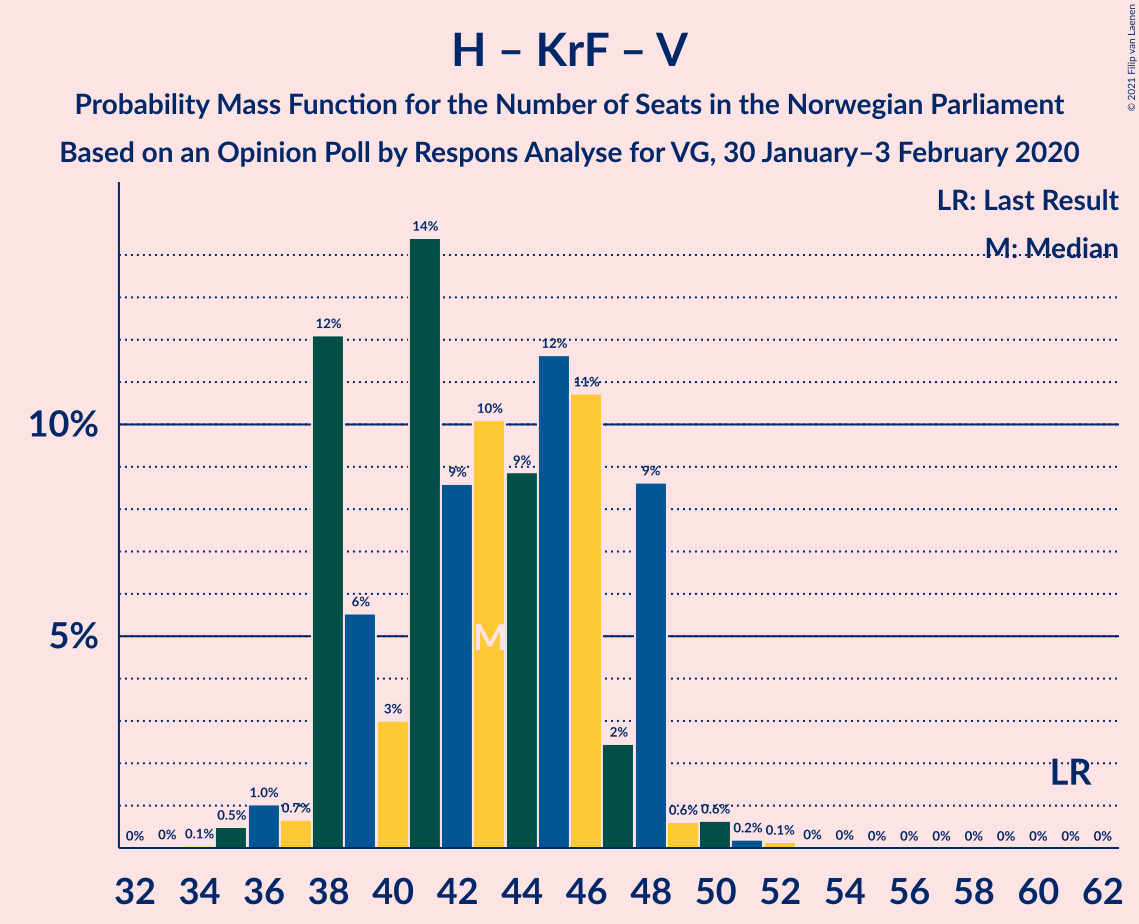 H – KrF – V
Probability Mass Function for the Number of Seats in the Norwegian Parliament
Based on an Opinion Poll by Respons Analyse for VG, 30 January–3 February 2020
© 2021 Filip van Laenen
LR: Last Result
M: Median
10%
5%
0% 0% 0.1% 0.5% 1.0% 0.7% 12% 6% 3% 14% 9% 10% 9% 12% 11% 2% 9% 0.6% 0.6% 0.2% 0.1% 0% 0% 0% 0% 0% 0% 0% 0% 0% 0%
M
LR
32 34 36 38 40 42 44 46 48 50 52 54 56 58 60 62